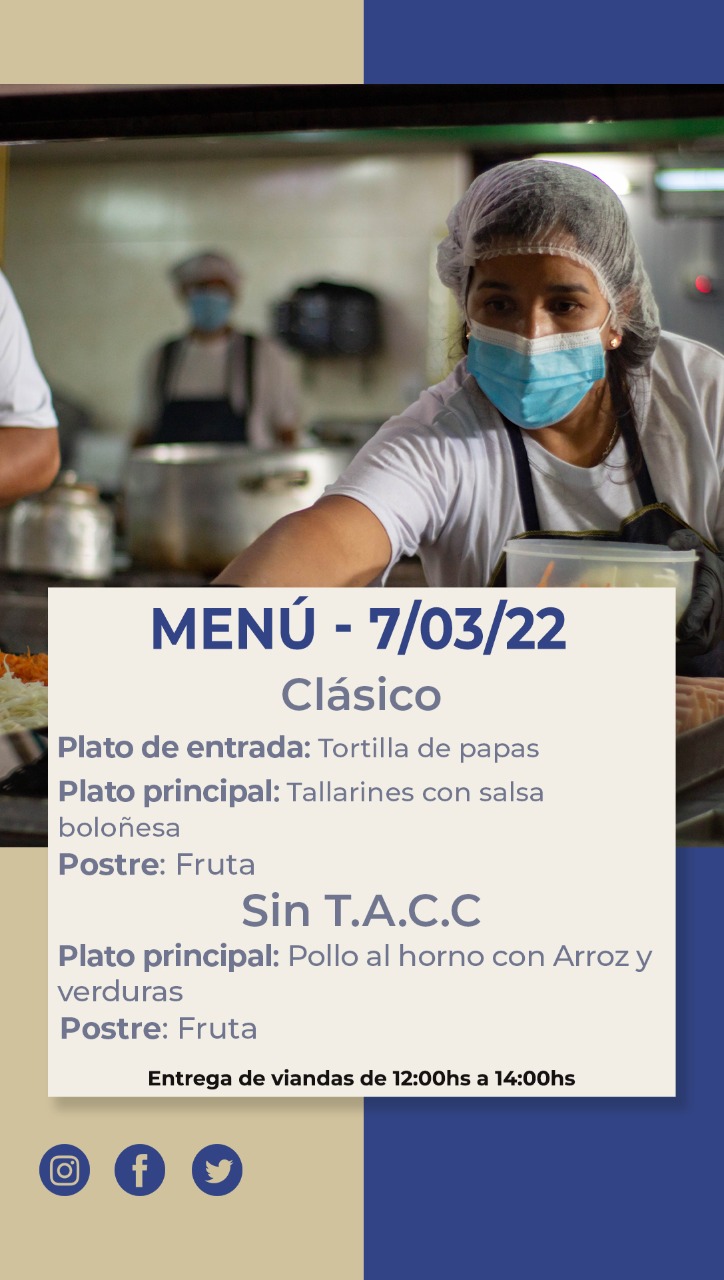 MENÚ - 7/03/22
Clásico
Plato de entrada: Tortilla de papas
Plato principal: Tallarines con salsa
boloñesa
Postre: Fruta
Sin T.A.C.C
Plato principal: Pollo al horno con Arroz y
verduras
Postre: Fruta
Entrega de viandas de 12:00hs a 14:00hs